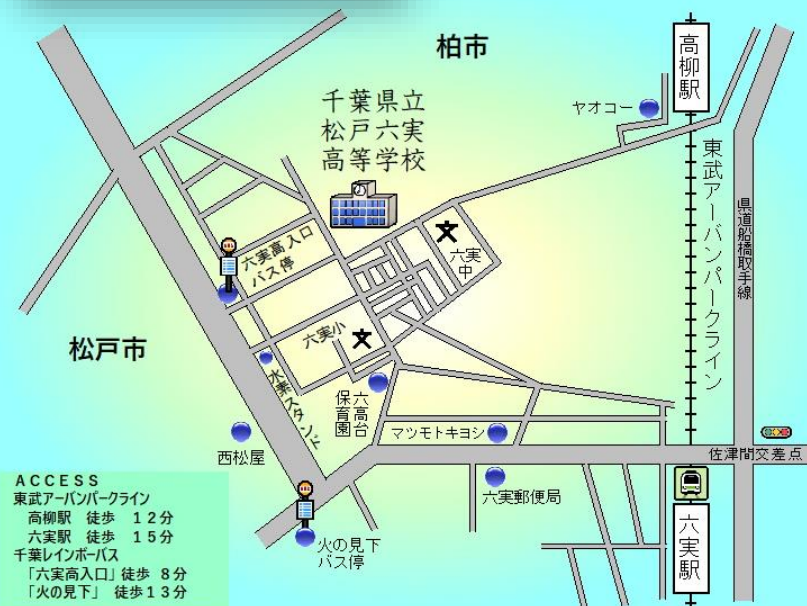 柏市
高柳駅
千葉県立
松戸六実
高等学校
ヤオコー
東武アーバンパークライン
県道船橋取手線
六実中
六実高入口
バス停
六実小
松戸市
水素スタンド
六高台
保育園
マツモトキヨシ
西松屋
佐津間交差点
六実郵便局
火の見下
バス停
六実駅
ACCESS
東武アーバンパークライン
高柳駅 徒歩 12分
六実駅 徒歩 15分
千葉レインボーバス
「六実高入口」徒歩 8分
「火の見下」 徒歩13分